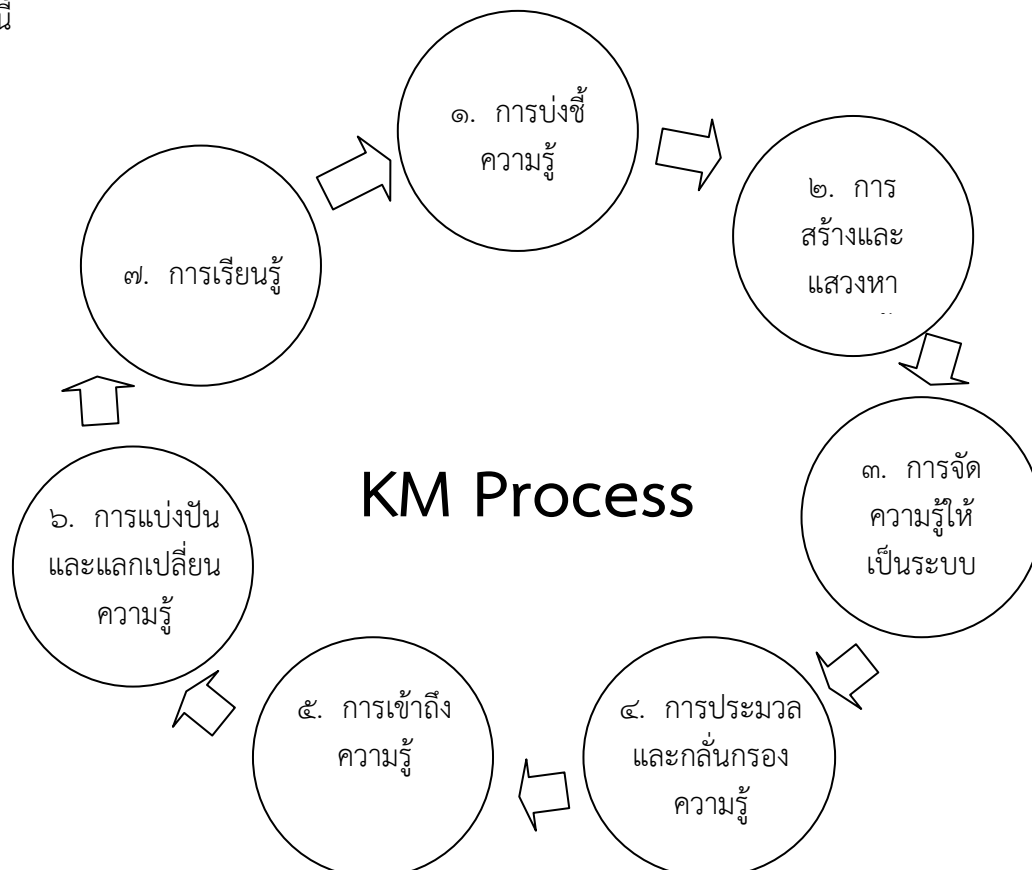 ๑. การบ่งชี้
ความรู้
๒. การ
สร้างและ
แสวงหา
๓. การจัด
ความรู้ให้
เป็นระบบ
๔. การประมวล
และกลั่นกรอง
ความรู้
๕. การเข้าถึง
ความรู้
๖. การแบ่งปัน
และแลกเปลี่ยน
ความรู้
๗. การเรียนรู้
KM Process